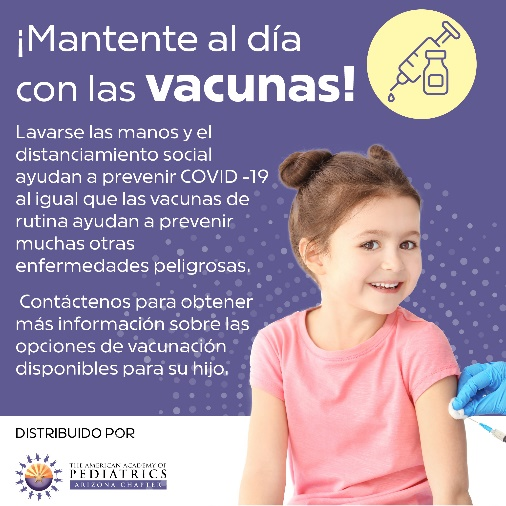 ¡Mantente al día
con las vacunas!
Lavarse las manos y el
distanciamiento social
ayudan a prevenir COVID -19
al igual que las vacunas de
rutina ayudan a prevenir
muchas otras
enfermedades peligrosas.
Contáctenos para obtener
más información sobre las
opciones de vacunación
disponibles para su hijo.
DISTRIBUIDO POR
THE AMERICAN ACADEMY OF
PEDIATRICS
ARIZONA CHAPTER